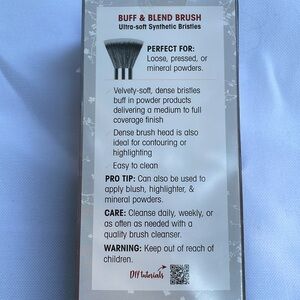 BUFF & BLEND BRUSH
Ultra-soft Synthetic Bristles
PERFECT FOR:
Loose, pressed, or
mineral powders.
Velvety-soft, dense bristles
buff in powder products
delivering a medium to full
coverage finish
Dense brush head is also
ideal for contouring or
highlighting
Easy to clean
PRO TIP: Can also be used to
apply blush, highlighter, &
mineral powders.
CARE: Cleanse daily, weekly, or
as often as needed with a
quality brush cleanser.
WARNING: Keep out of reach of
children.
DIY tutorials